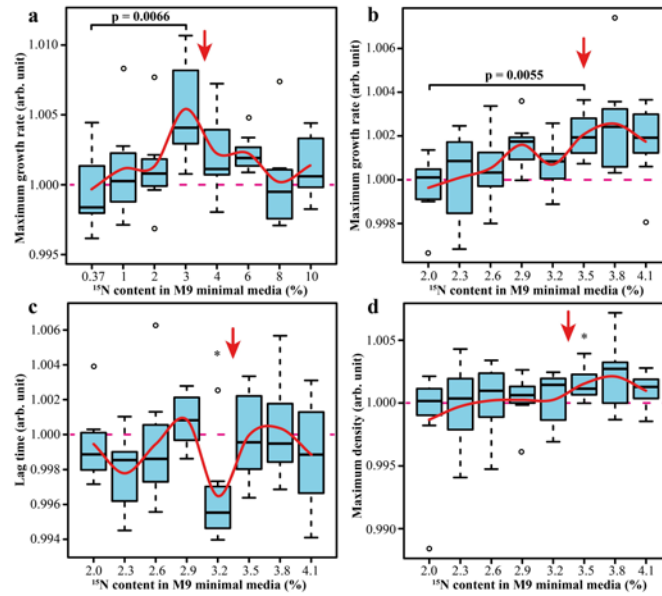 a
p = 0.0066
Maximum growth rate (arb. unit)
1.010
1.005
1.000
0.995
0.37 1 2 3 4 6 8 10
¹⁵N content in M9 minimal media (%)
b
p = 0.0055
Maximum growth rate (arb. unit)
1.006
1.004
1.002
1.000
0.998
2.0 2.3 2.6 2.9 3.2 3.5 3.8 4.1
¹⁵N content in M9 minimal media (%)
c
*
Lag time (arb. unit)
1.006
1.004
1.002
1.000
0.998
0.996
0.994
2.0 2.3 2.6 2.9 3.2 3.5 3.8 4.1
¹⁵N content in M9 minimal media (%)
d
*
Maximum density (arb. unit)
1.005
1.000
0.995
0.990
2.0 2.3 2.6 2.9 3.2 3.5 3.8 4.1
¹⁵N content in M9 minimal media (%)